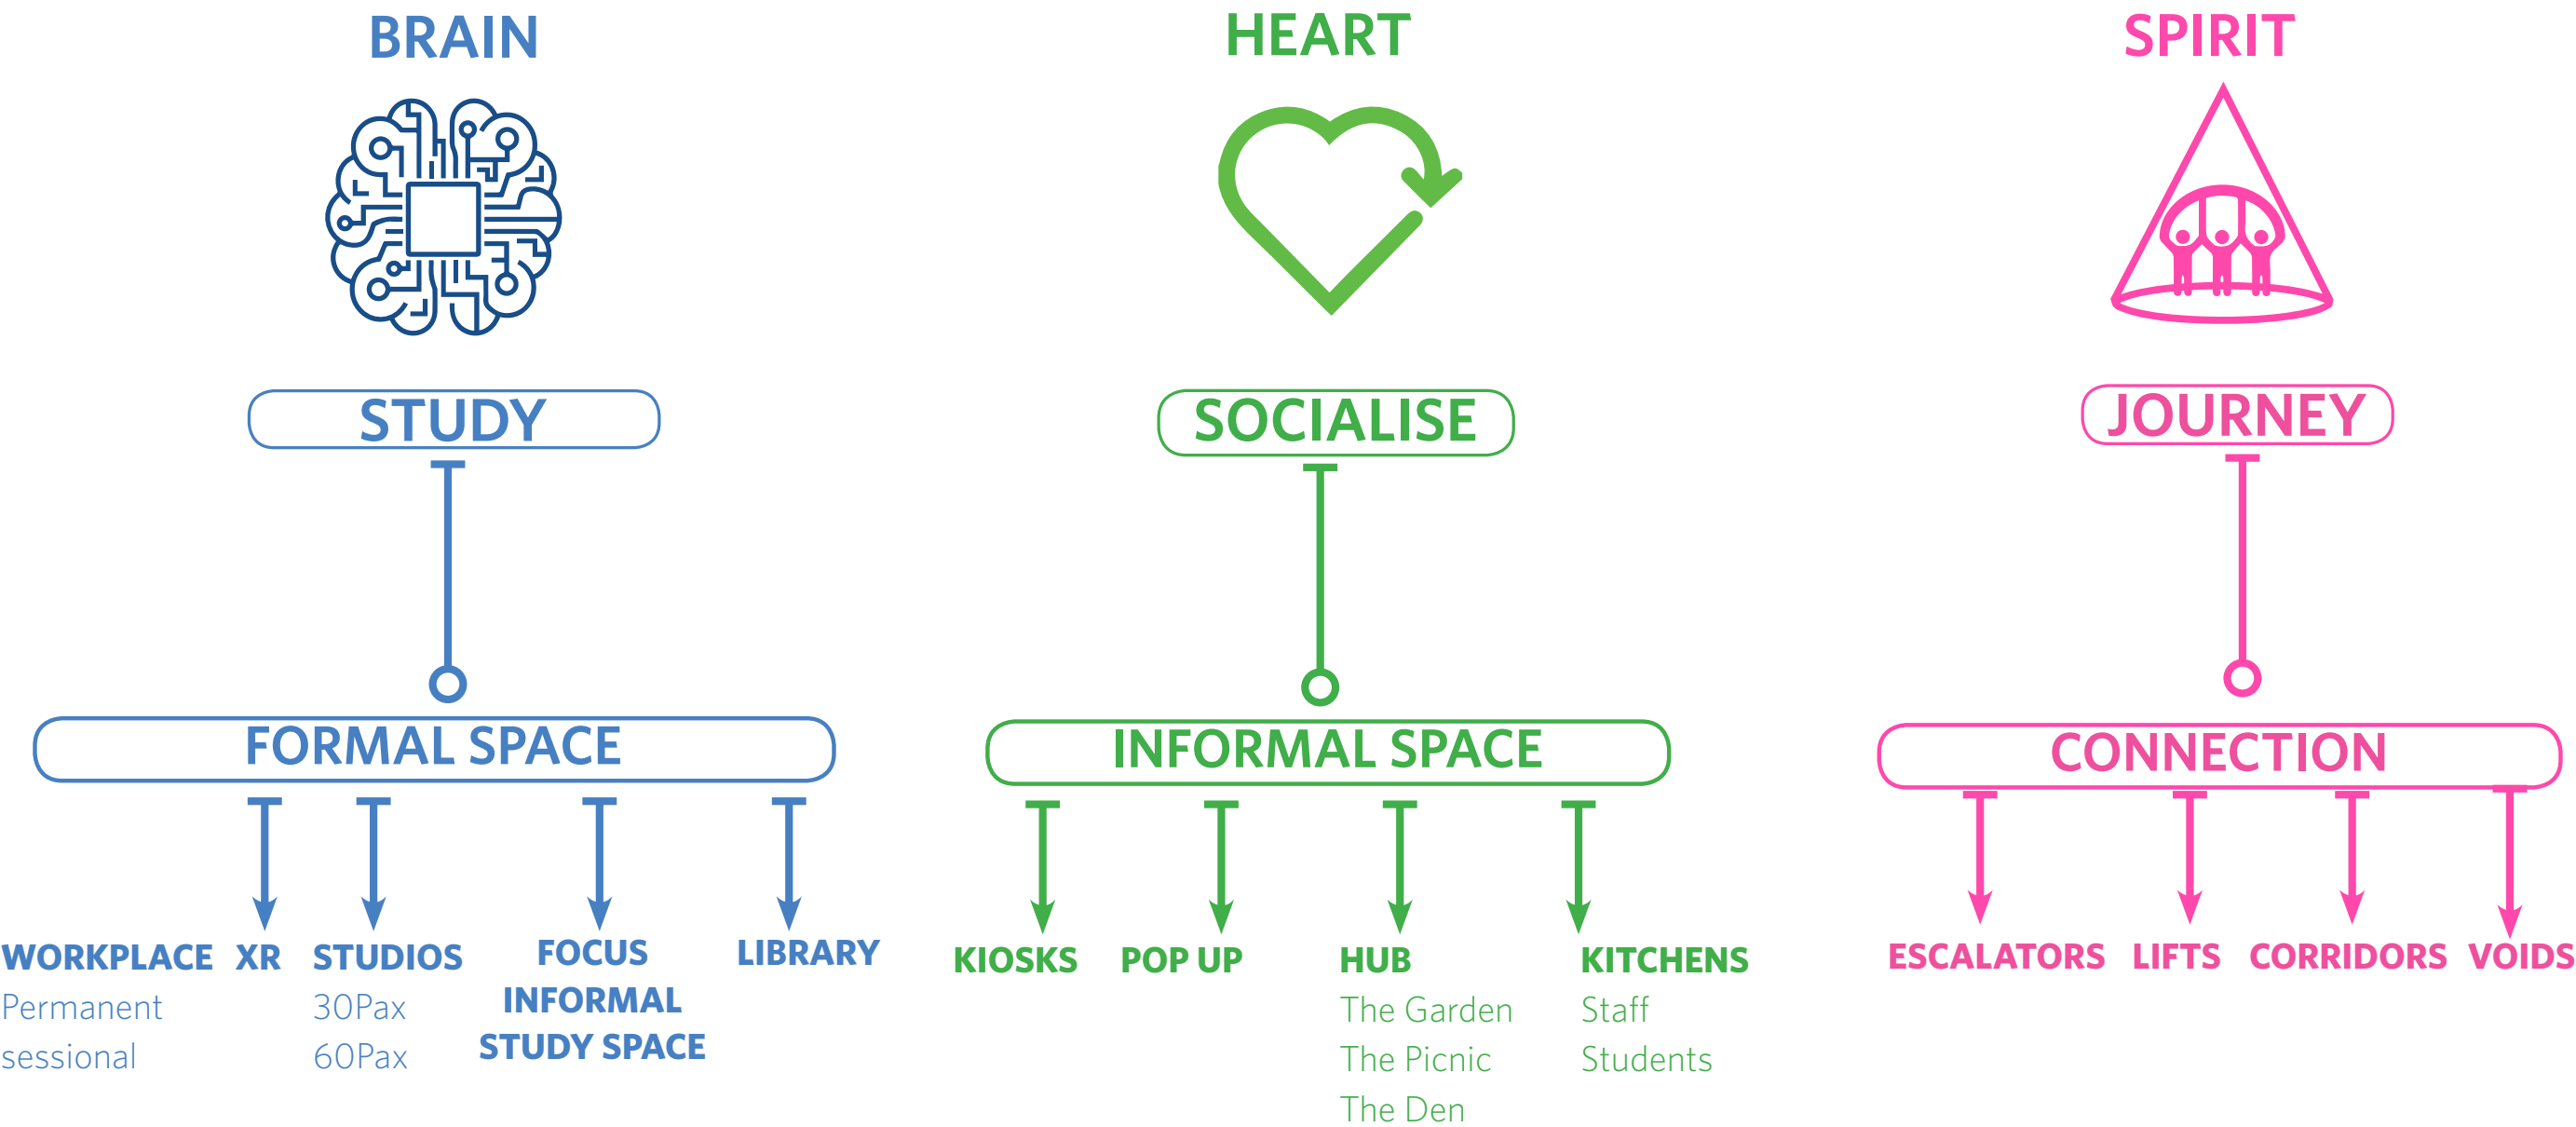 BRAIN
STUDY
FORMAL SPACE
WORKPLACE
Permanent
sessional
XR
STUDIOS
30Pax
60Pax
FOCUS
INFORMAL
STUDY SPACE
LIBRARY
HEART
SOCIALISE
INFORMAL SPACE
KIOSKS
POP UP
HUB
The Garden
The Picnic
The Den
KITCHENS
Staff
Students
SPIRIT
JOURNEY
CONNECTION
ESCALATORS
LIFTS
CORRIDORS
VOIDS